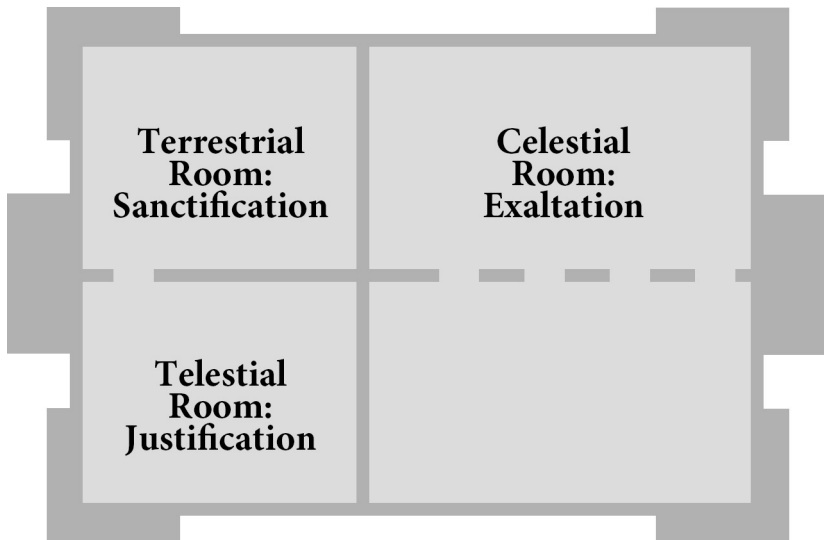 Terrestrial
Room:
Sanctification
Celestial
Room:
Exaltation
Telestial
Room:
Justification